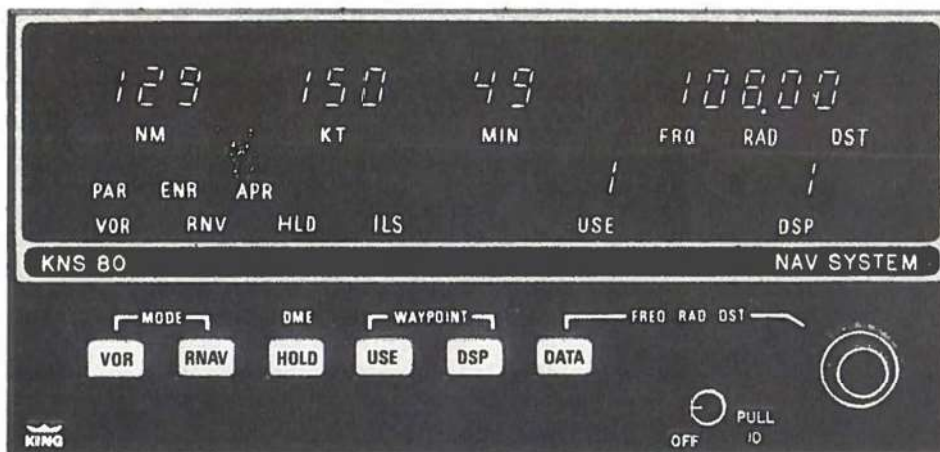 129 150 49 108.00
NM KT MIN FRQ RAD DST
PAR ENR APR 1 1
VOR RNV HLD ILS USE DSP
KNS 80 NAV SYSTEM
MODE DME WAYPOINT FREQ RAD DST
VOR RNAV HOLD USE DSP DATA
PULL
OFF ID
KING